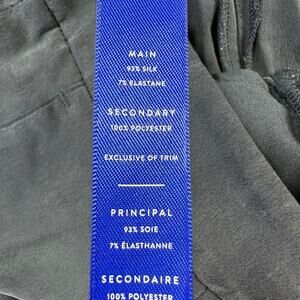 MAIN
93% SILK
7% ELASTANE
SECONDARY
100% POLYESTER
EXCLUSIVE OF TRIM
PRINCIPAL
93% SOIE
7% ÉLASTHANNE
SECONDAIRE
100% POLYESTER